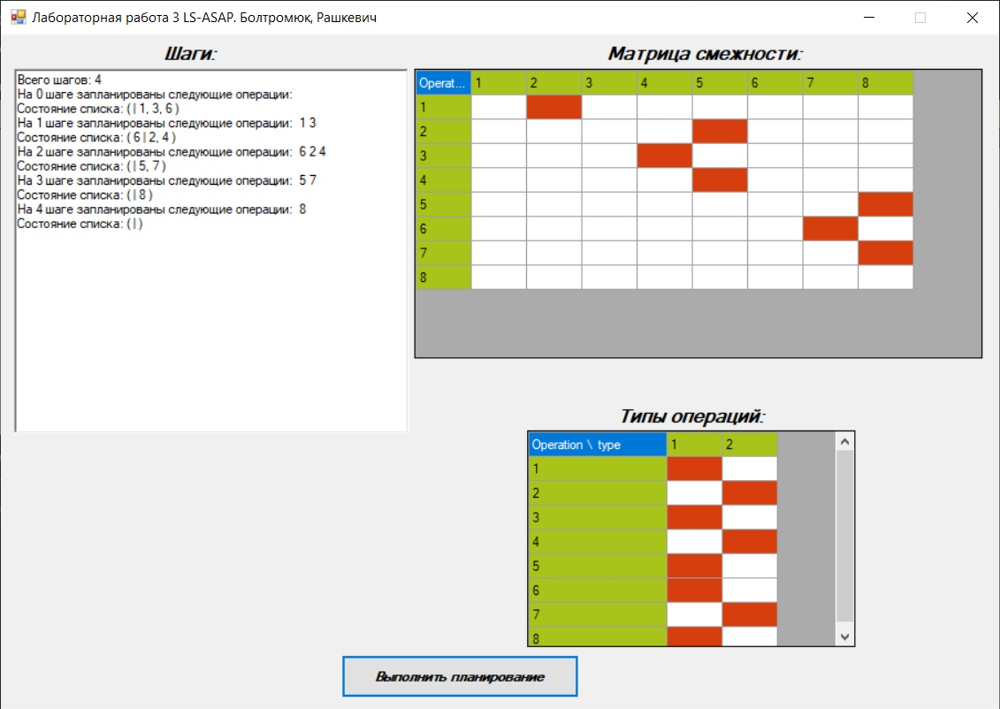 Лабораторная работа 3 LS-ASAP. Болтромюк, Рашкевич
Шаги:
Всего шагов: 4
На 0 шаге запланированы следующие операции:
Состояние списка: ( | 1, 3, 6 )
На 1 шаге запланированы следующие операции: 1 3
Состояние списка: ( 6 | 2, 4 )
На 2 шаге запланированы следующие операции: 6 2 4
Состояние списка: ( | 5, 7 )
На 3 шаге запланированы следующие операции: 5 7
Состояние списка: ( | 8 )
На 4 шаге запланированы следующие операции: 8
Состояние списка: ( | )
Матрица смежности:
Operat... 1 2 3 4 5 6 7 8
1
2
3
4
5
6
7
8
Типы операций:
Operation \ type 1 2
1
2
3
4
5
6
7
8
Выполнить планирование